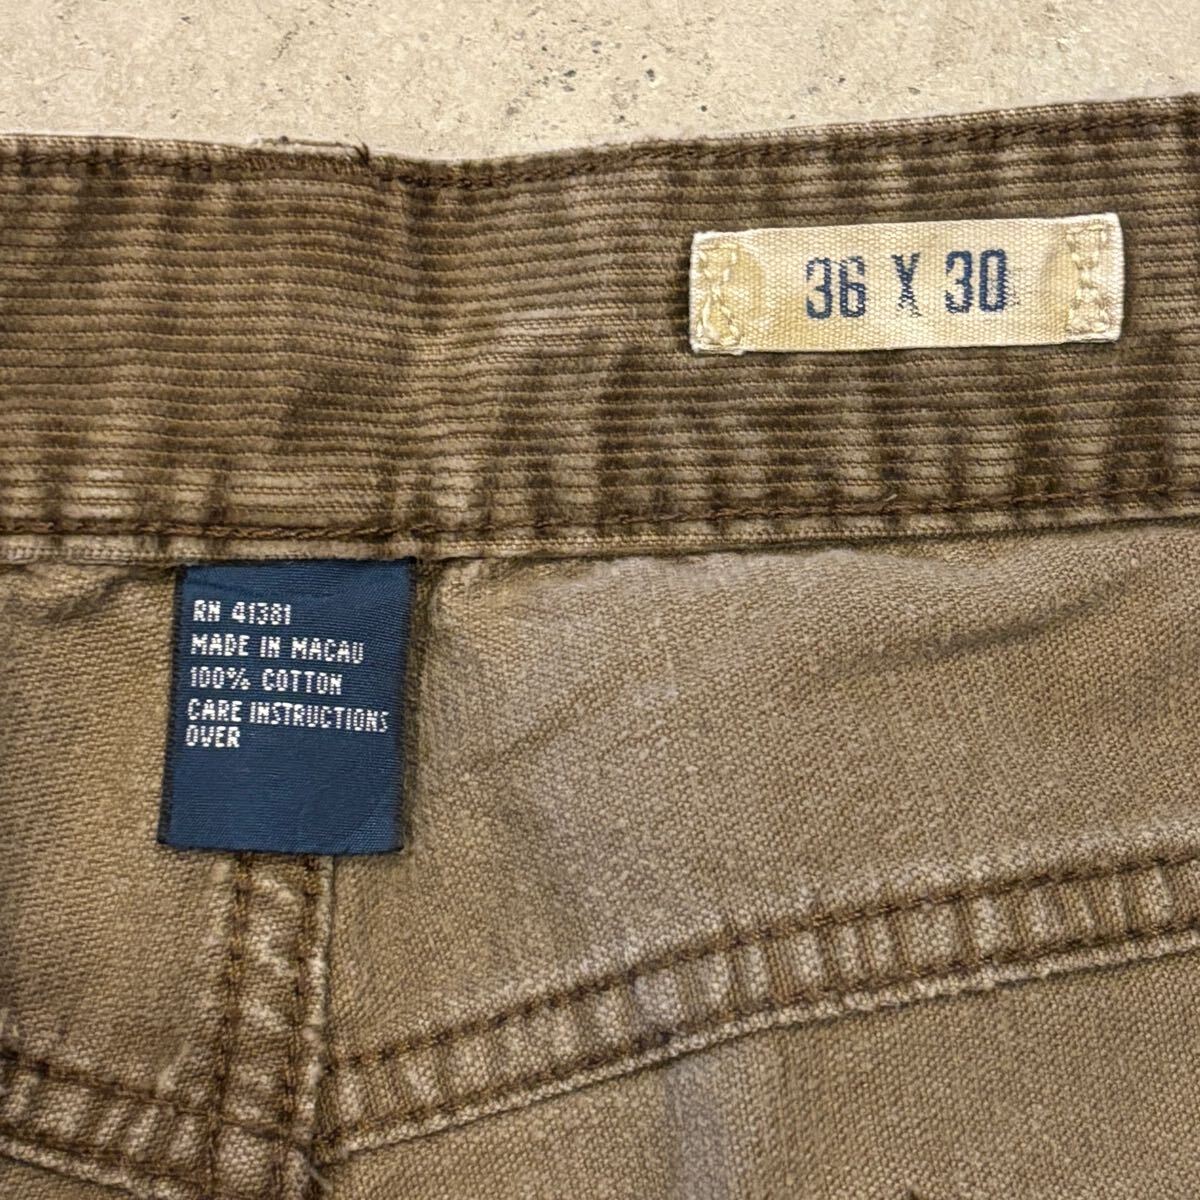 36 X 30
RN 41381
MADE IN MACAU
100% COTTON
CARE INSTRUCTIONS
OVER